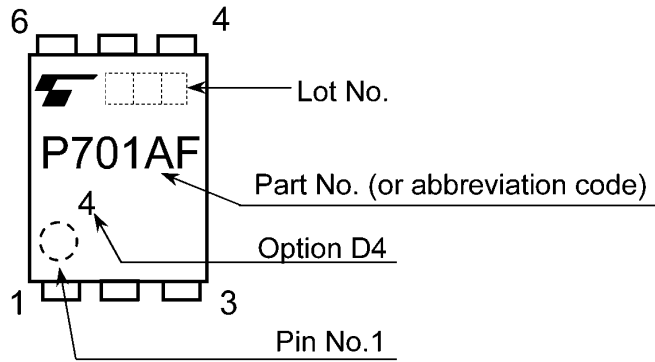 6 4
Lot No.
P701AF
Part No. (or abbreviation code)
4
Option D4
1 3
Pin No.1